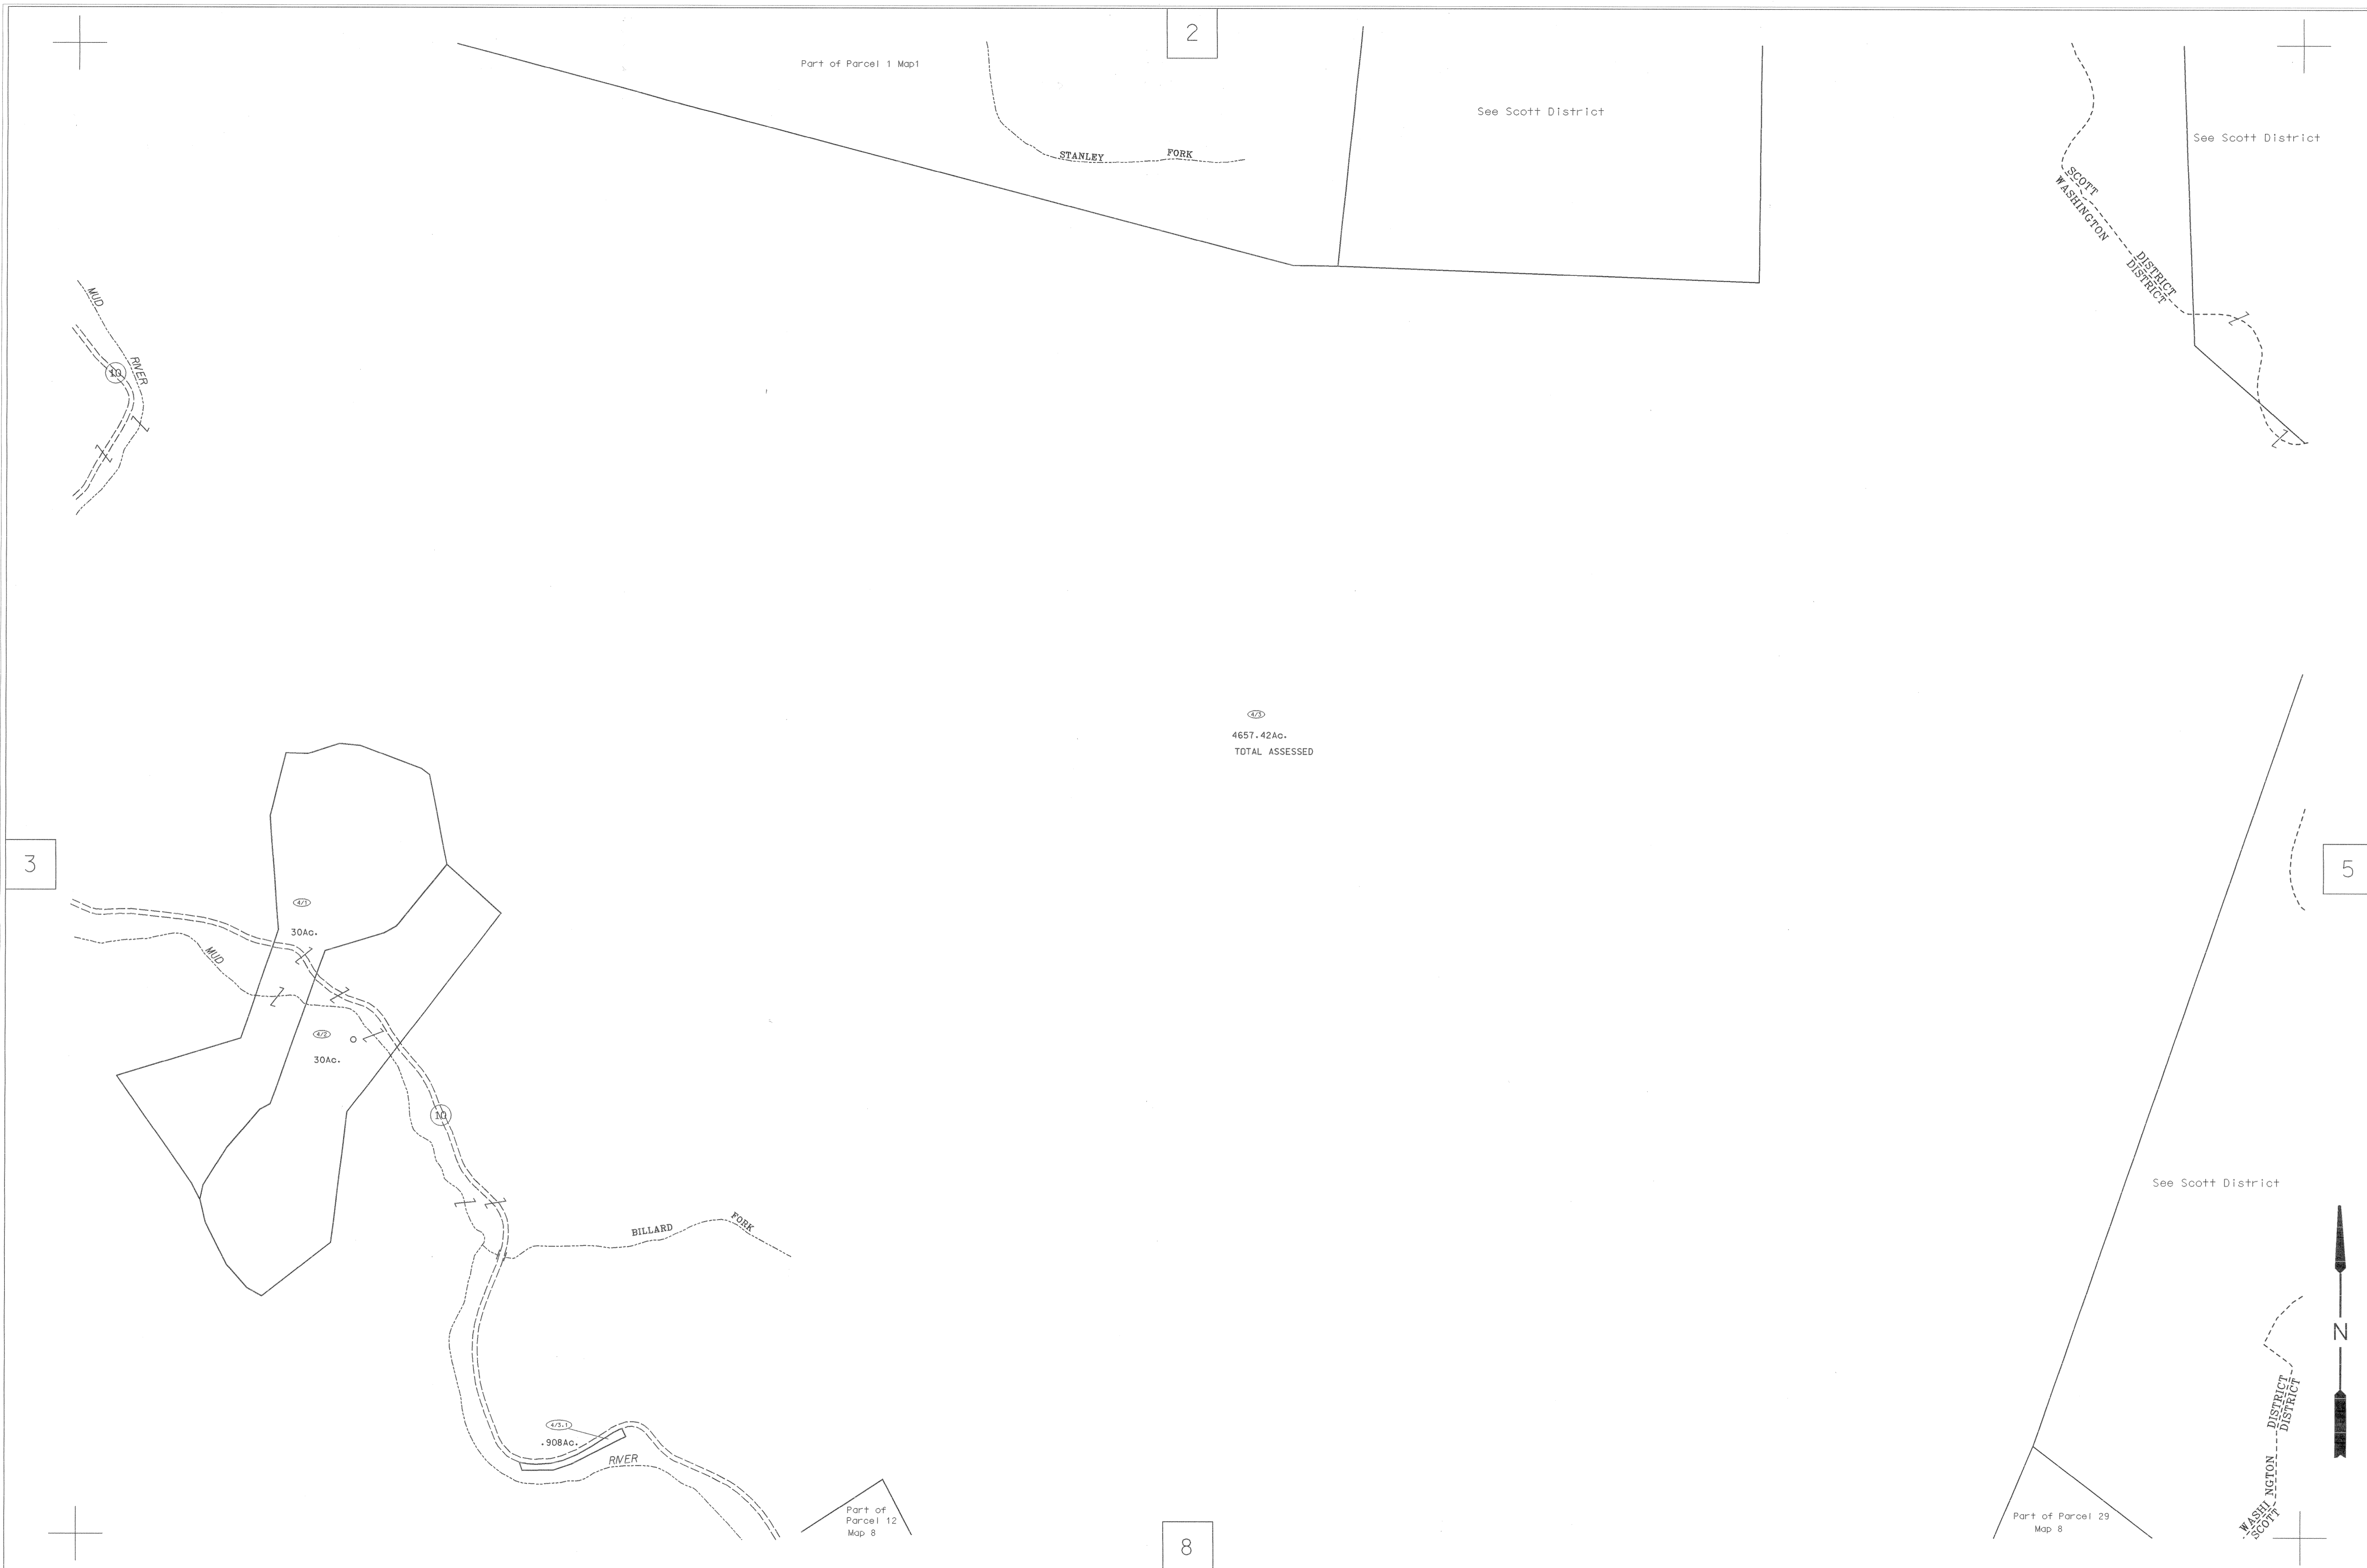 2
Part of Parcel 1 Map1
See Scott District
STANLEY FORK
See Scott District
SCOTT DISTRICT
WASHINGTON DISTRICT
MUD RIVER
10
4/3
4657.42Ac.
TOTAL ASSESSED
3
5
4/1
30Ac.
MUD
4/2
30Ac.
10
See Scott District
BILLARD FORK
N
4/3.1
.908Ac.
RIVER
WASHINGTON DISTRICT
SCOTT DISTRICT
Part of
Parcel 12
Map 8
Part of Parcel 29
Map 8
8